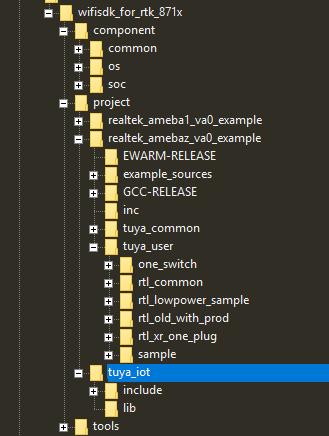 wifisdk_for_rtk_871x
component
common
os
soc
project
realtek_ameba1_va0_example
realtek_amebaz_va0_example
EWARM-RELEASE
example_sources
GCC-RELEASE
inc
tuya_common
tuya_user
one_switch
rtl_common
rtl_lowpower_sample
rtl_old_with_prod
rtl_xr_one_plug
sample
tuya_iot
include
lib
tools